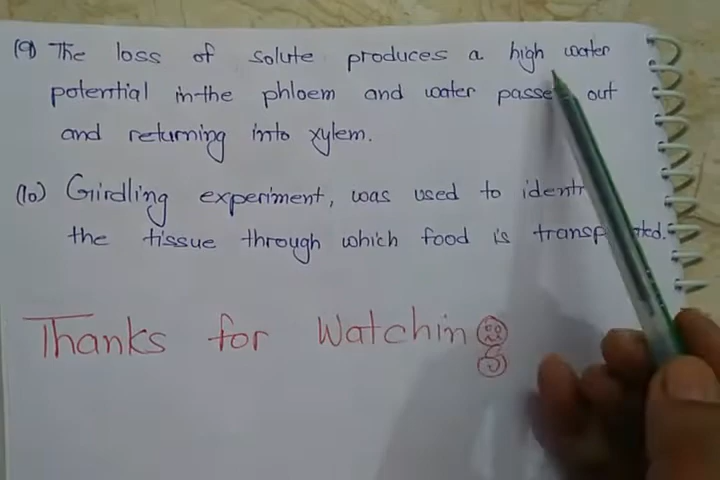 (9) The loss of solute produces a high water
potential in the phloem and water passe out
and returning into xylem.
(10) Girdling experiment, was used to
the tissue through which food is
Thanks for Watchin